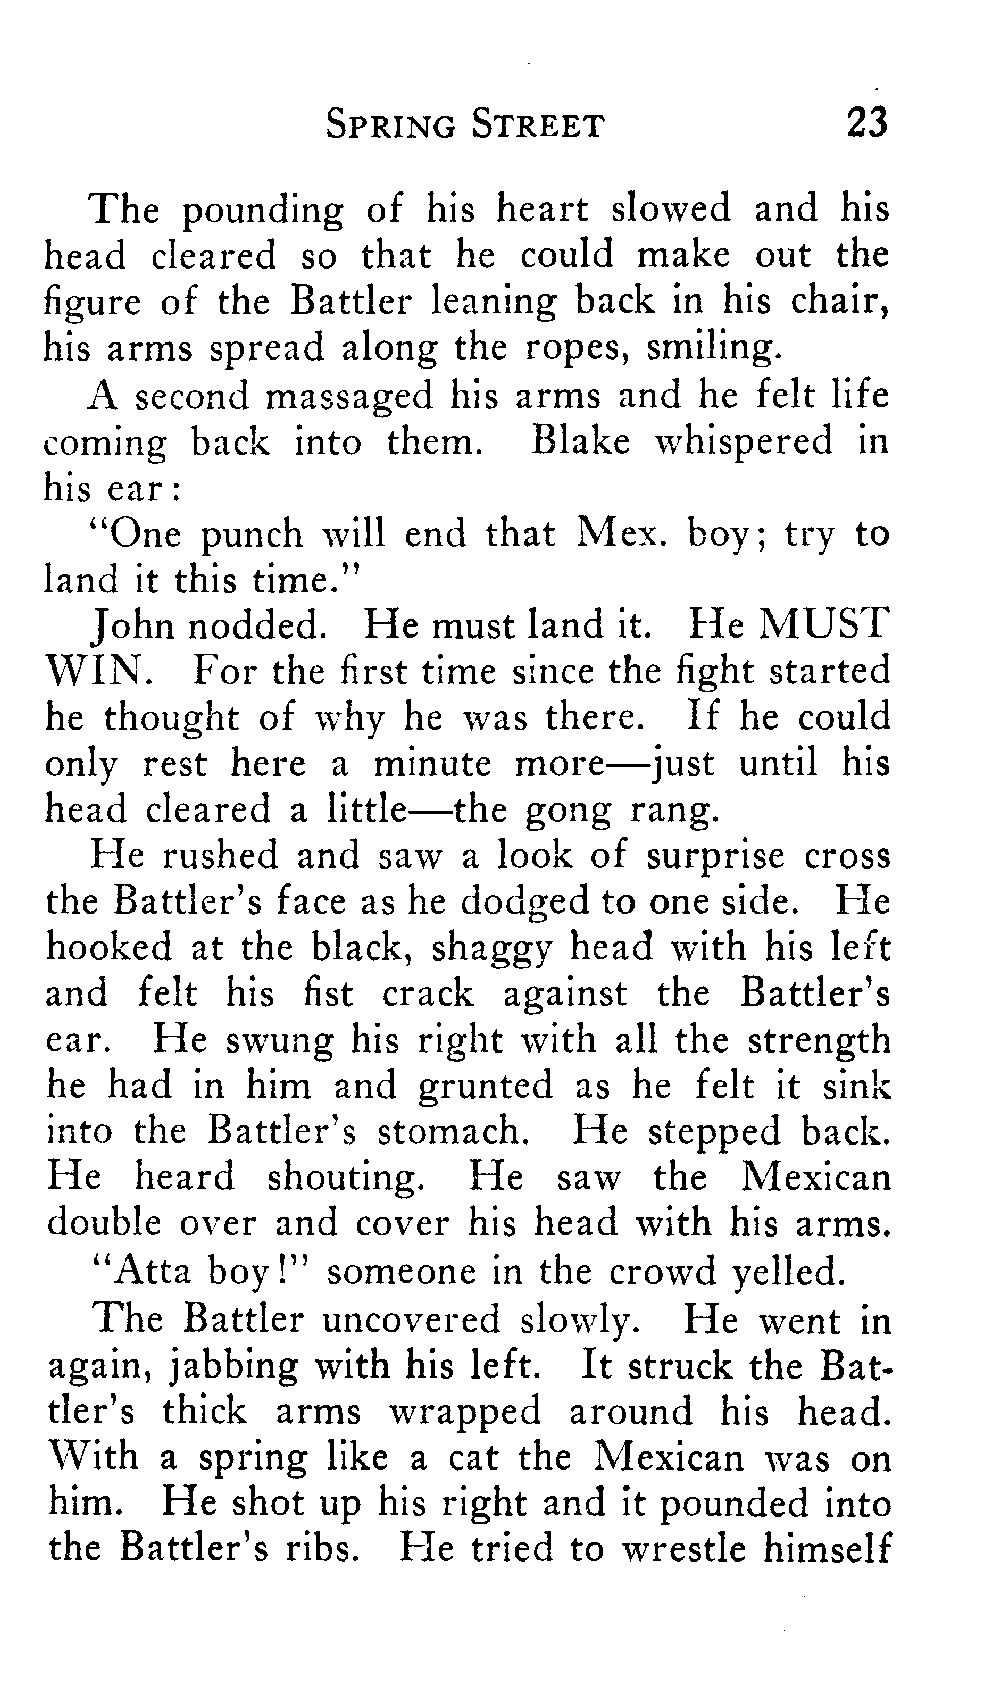 SPRING STREET 23
The pounding of his heart slowed and his
head cleared so that he could make out the
figure of the Battler leaning back in his chair,
his arms spread along the ropes, smiling.
A second massaged his arms and he felt life
coming back into them. Blake whispered in
his ear:
"One punch will end that Mex. boy; try to
land it this time."
John nodded. He must land it. He MUST
WIN. For the first time since the fight started
he thought of why he was there. If he could
only rest here a minute more—just until his
head cleared a little—the gong rang.
He rushed and saw a look of surprise cross
the Battler's face as he dodged to one side. He
hooked at the black, shaggy head with his left
and felt his fist crack against the Battler's
ear. He swung his right with all the strength
he had in him and grunted as he felt it sink
into the Battler's stomach. He stepped back.
He heard shouting. He saw the Mexican
double over and cover his head with his arms.
"Atta boy!" someone in the crowd yelled.
The Battler uncovered slowly. He went in
again, jabbing with his left. It struck the Bat-
tler's thick arms wrapped around his head.
With a spring like a cat the Mexican was on
him. He shot up his right and it pounded into
the Battler's ribs. He tried to wrestle himself